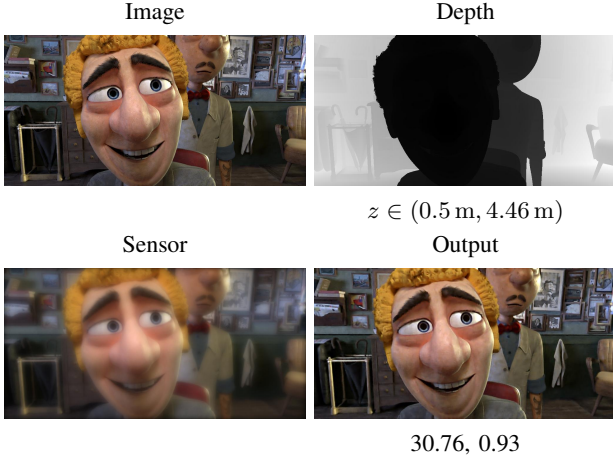 Image Depth
z ∈ (0.5 m, 4.46 m)
Sensor Output
30.76, 0.93